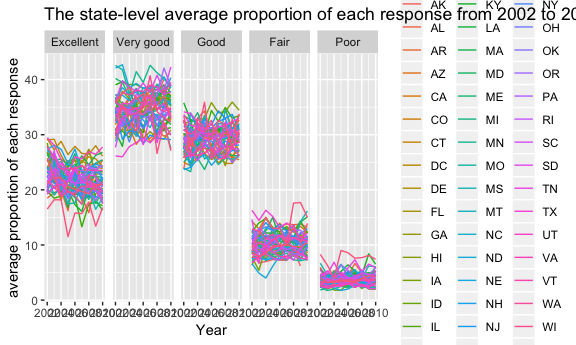 The state-level average proportion of each response from 2002 to 20
Excellent Very good Good Fair Poor
average proportion of each response
40
30
20
10
0
Year
AK KY NY
AL LA OH
AR MA OK
AZ MD OR
CA ME PA
CO MI RI
CT MN SC
DC MO SD
DE MS TN
FL MT TX
GA NC UT
HI ND VA
IA NE VT
ID NH WA
IL NJ WI